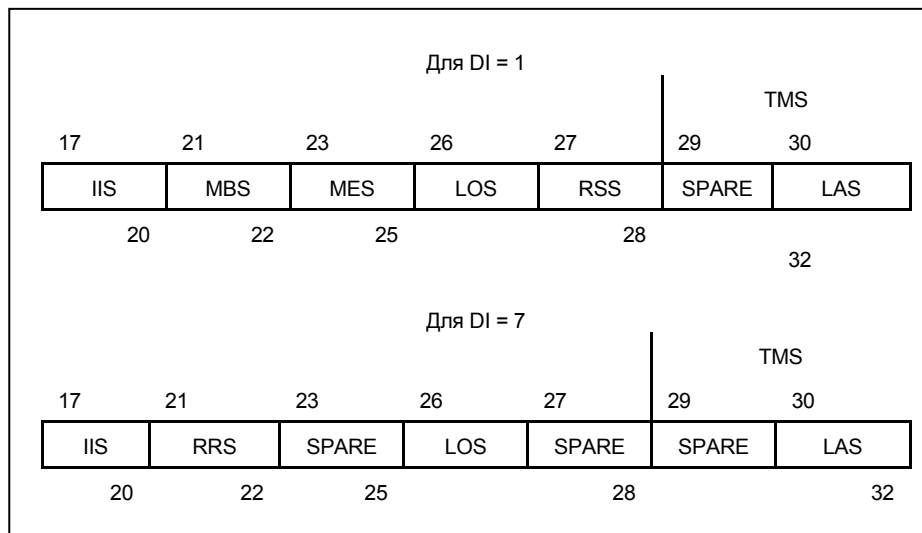 Для DI = 1
TMS
17 21 23 26 27 29 30
IIS MBS MES LOS RSS SPARE LAS
20 22 25 28
32
Для DI = 7
TMS
17 21 23 26 27 29 30
IIS RRS SPARE LOS SPARE SPARE LAS
20 22 25 28 32